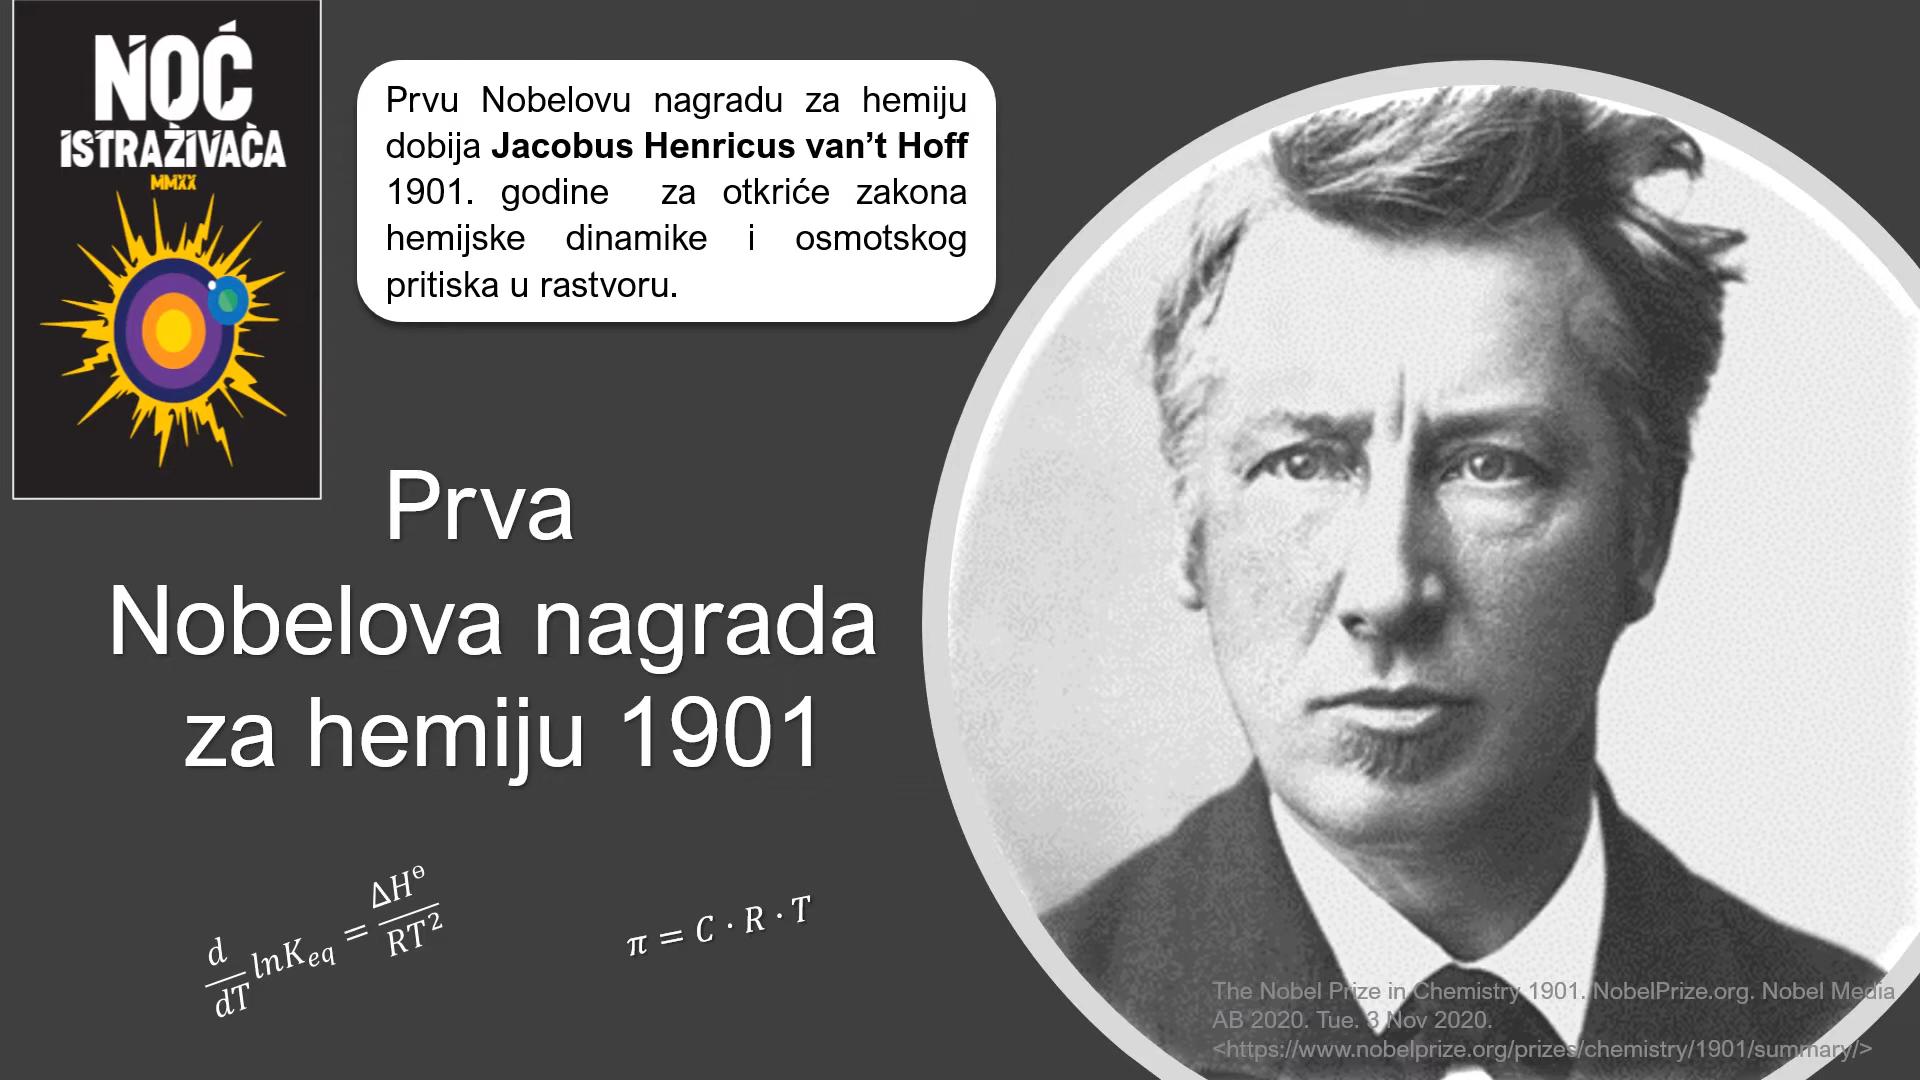 NOĆ
ISTRAŽIVAČA
MMXX
Prvu Nobelovu nagradu za hemiju
dobija Jacobus Henricus van’t Hoff
1901. godine za otkriće zakona
hemijske dinamike i osmotskog
pritiska u rastvoru.
Prva
Nobelova nagrada
za hemiju 1901
d/dT lnK_eq = ΔH^⊖/RT²
π = C · R · T
The Nobel Prize in Chemistry 1901. NobelPrize.org. Nobel Media
AB 2020. Tue. 3 Nov 2020.
<https://www.nobelprize.org/prizes/chemistry/1901/summary/>